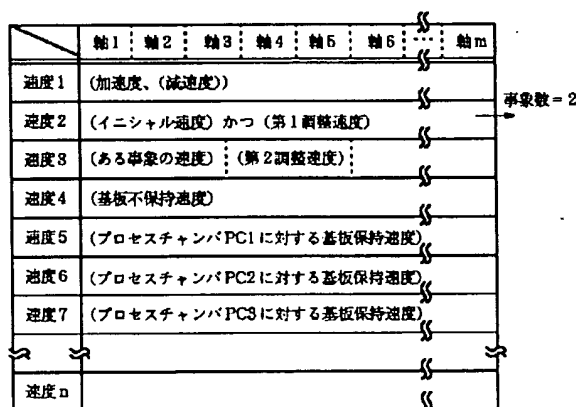 軸1 軸2 軸3 軸4 軸5 軸6 ‥‥ 軸m
速度1 (加速度、(減速度))
事象数=2
速度2 (イニシャル速度) かつ (第1調整速度)
速度3 (ある事象の速度) (第2調整速度)
速度4 (基板不保持速度)
速度5 (プロセスチャンバPC1に対する基板保持速度)
速度6 (プロセスチャンバPC2に対する基板保持速度)
速度7 (プロセスチャンバPC3に対する基板保持速度)
速度n